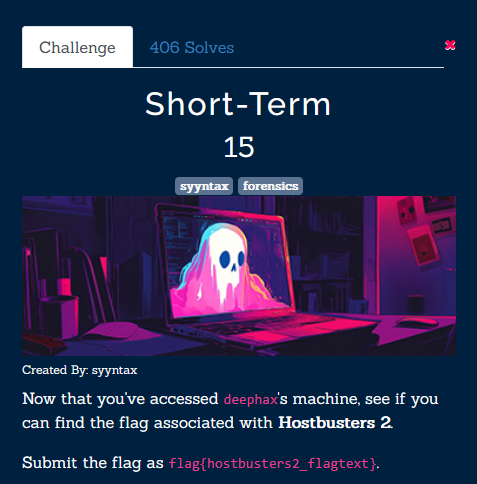 Challenge
406 Solves
Short-Term
15
syyntax
forensics
Created By: syyntax
Now that you've accessed deephax's machine, see if you
can find the flag associated with Hostbusters 2.
Submit the flag as flag{hostbusters2_flagtext}.